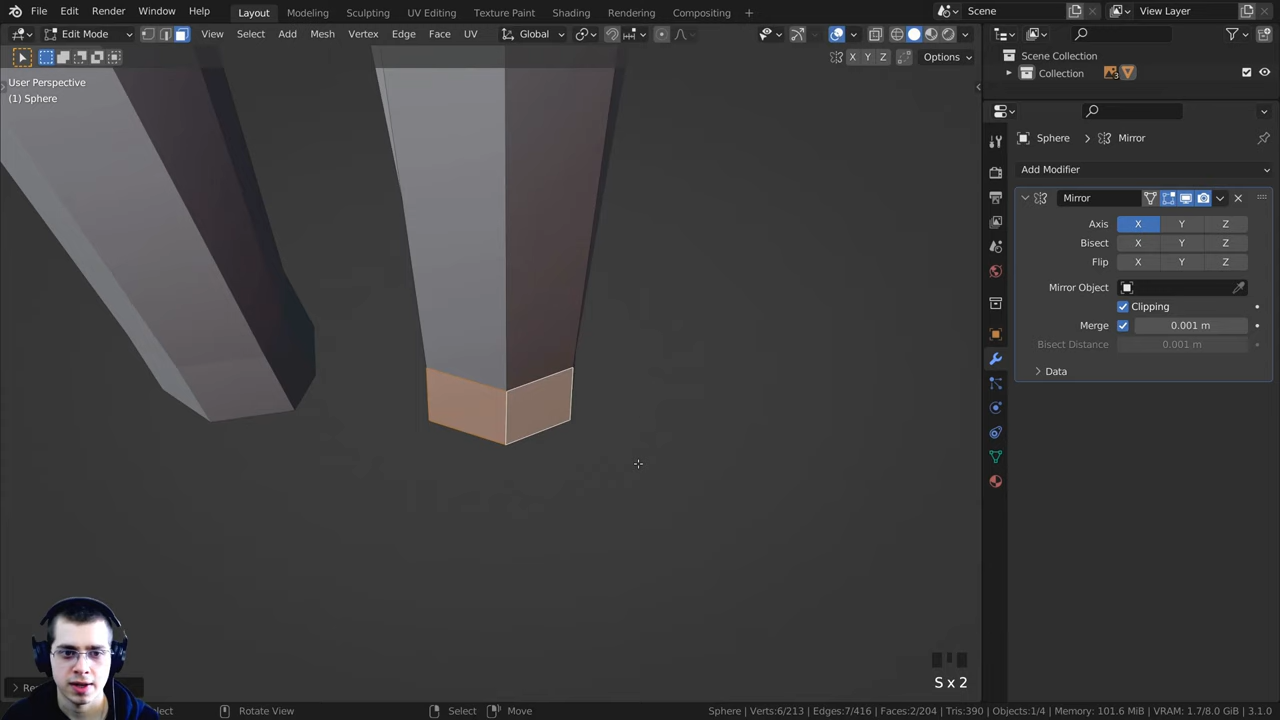 File Edit Render Window Help Layout Modeling Sculpting UV Editing Texture Paint Shading Rendering Compositing + Scene View Layer
Edit Mode View Select Add Mesh Vertex Edge Face UV Global
X Y Z Options
User Perspective
(1) Sphere
Scene Collection
Collection
Sphere > Mirror
Add Modifier
Mirror
Axis X Y Z
Bisect X Y Z
Flip X Y Z
Mirror Object
Clipping
Merge 0.001 m
Bisect Distance 0.001 m
Data
S x 2
Rotate View Select Move Sphere | Verts:6/213 | Edges:7/416 | Faces:2/204 | Tris:390 | Objects:1/4 | Memory: 101.6 MiB | VRAM: 1.7/8.0 GiB | 3.1.0